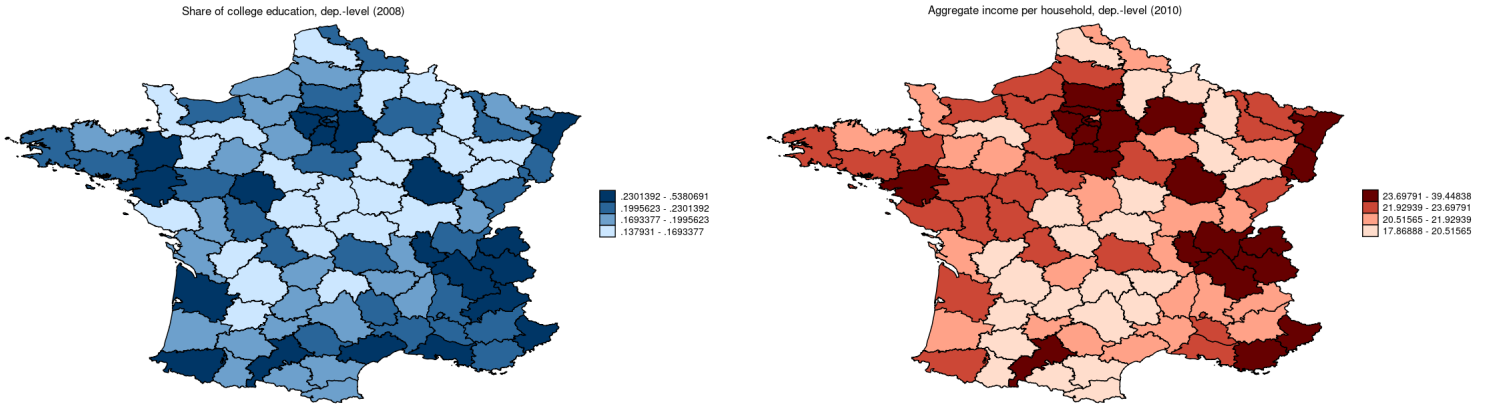 Share of college education, dep.-level (2008)
.2301392 - .5380691
.1995623 - .2301392
.1693377 - .1995623
.137931 - .1693377
Aggregate income per household, dep.-level (2010)
23.69791 - 39.44838
21.92939 - 23.69791
20.51565 - 21.92939
17.86888 - 20.51565